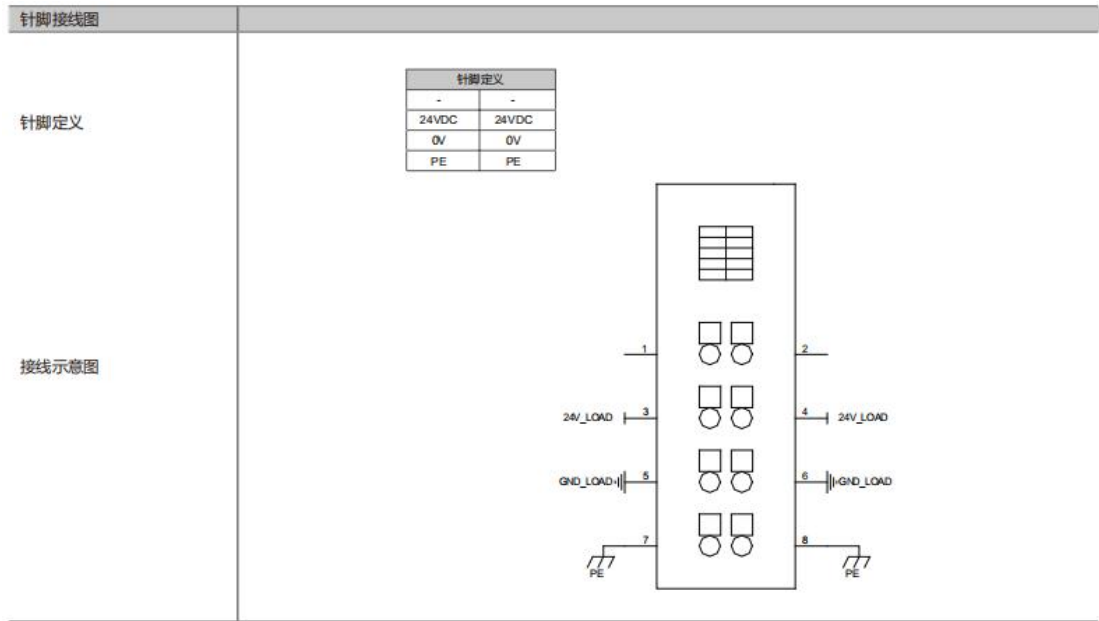 针脚接线图
针脚定义
针脚定义
- -
24VDC 24VDC
0V 0V
PE PE
接线示意图
1 2
24V_LOAD 3 4 24V_LOAD
GND_LOAD 5 6 GND_LOAD
7 8
PE PE